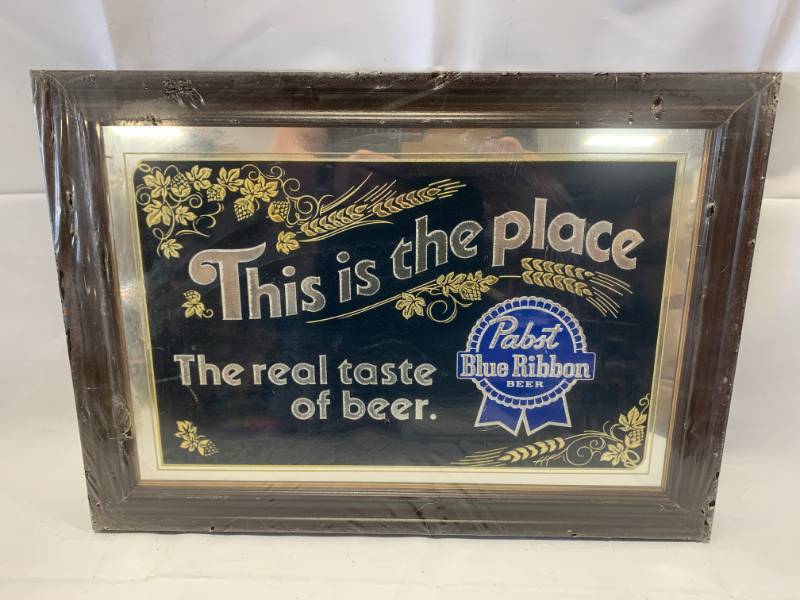 This is the place
The real taste
of beer.
Pabst
Blue Ribbon
BEER